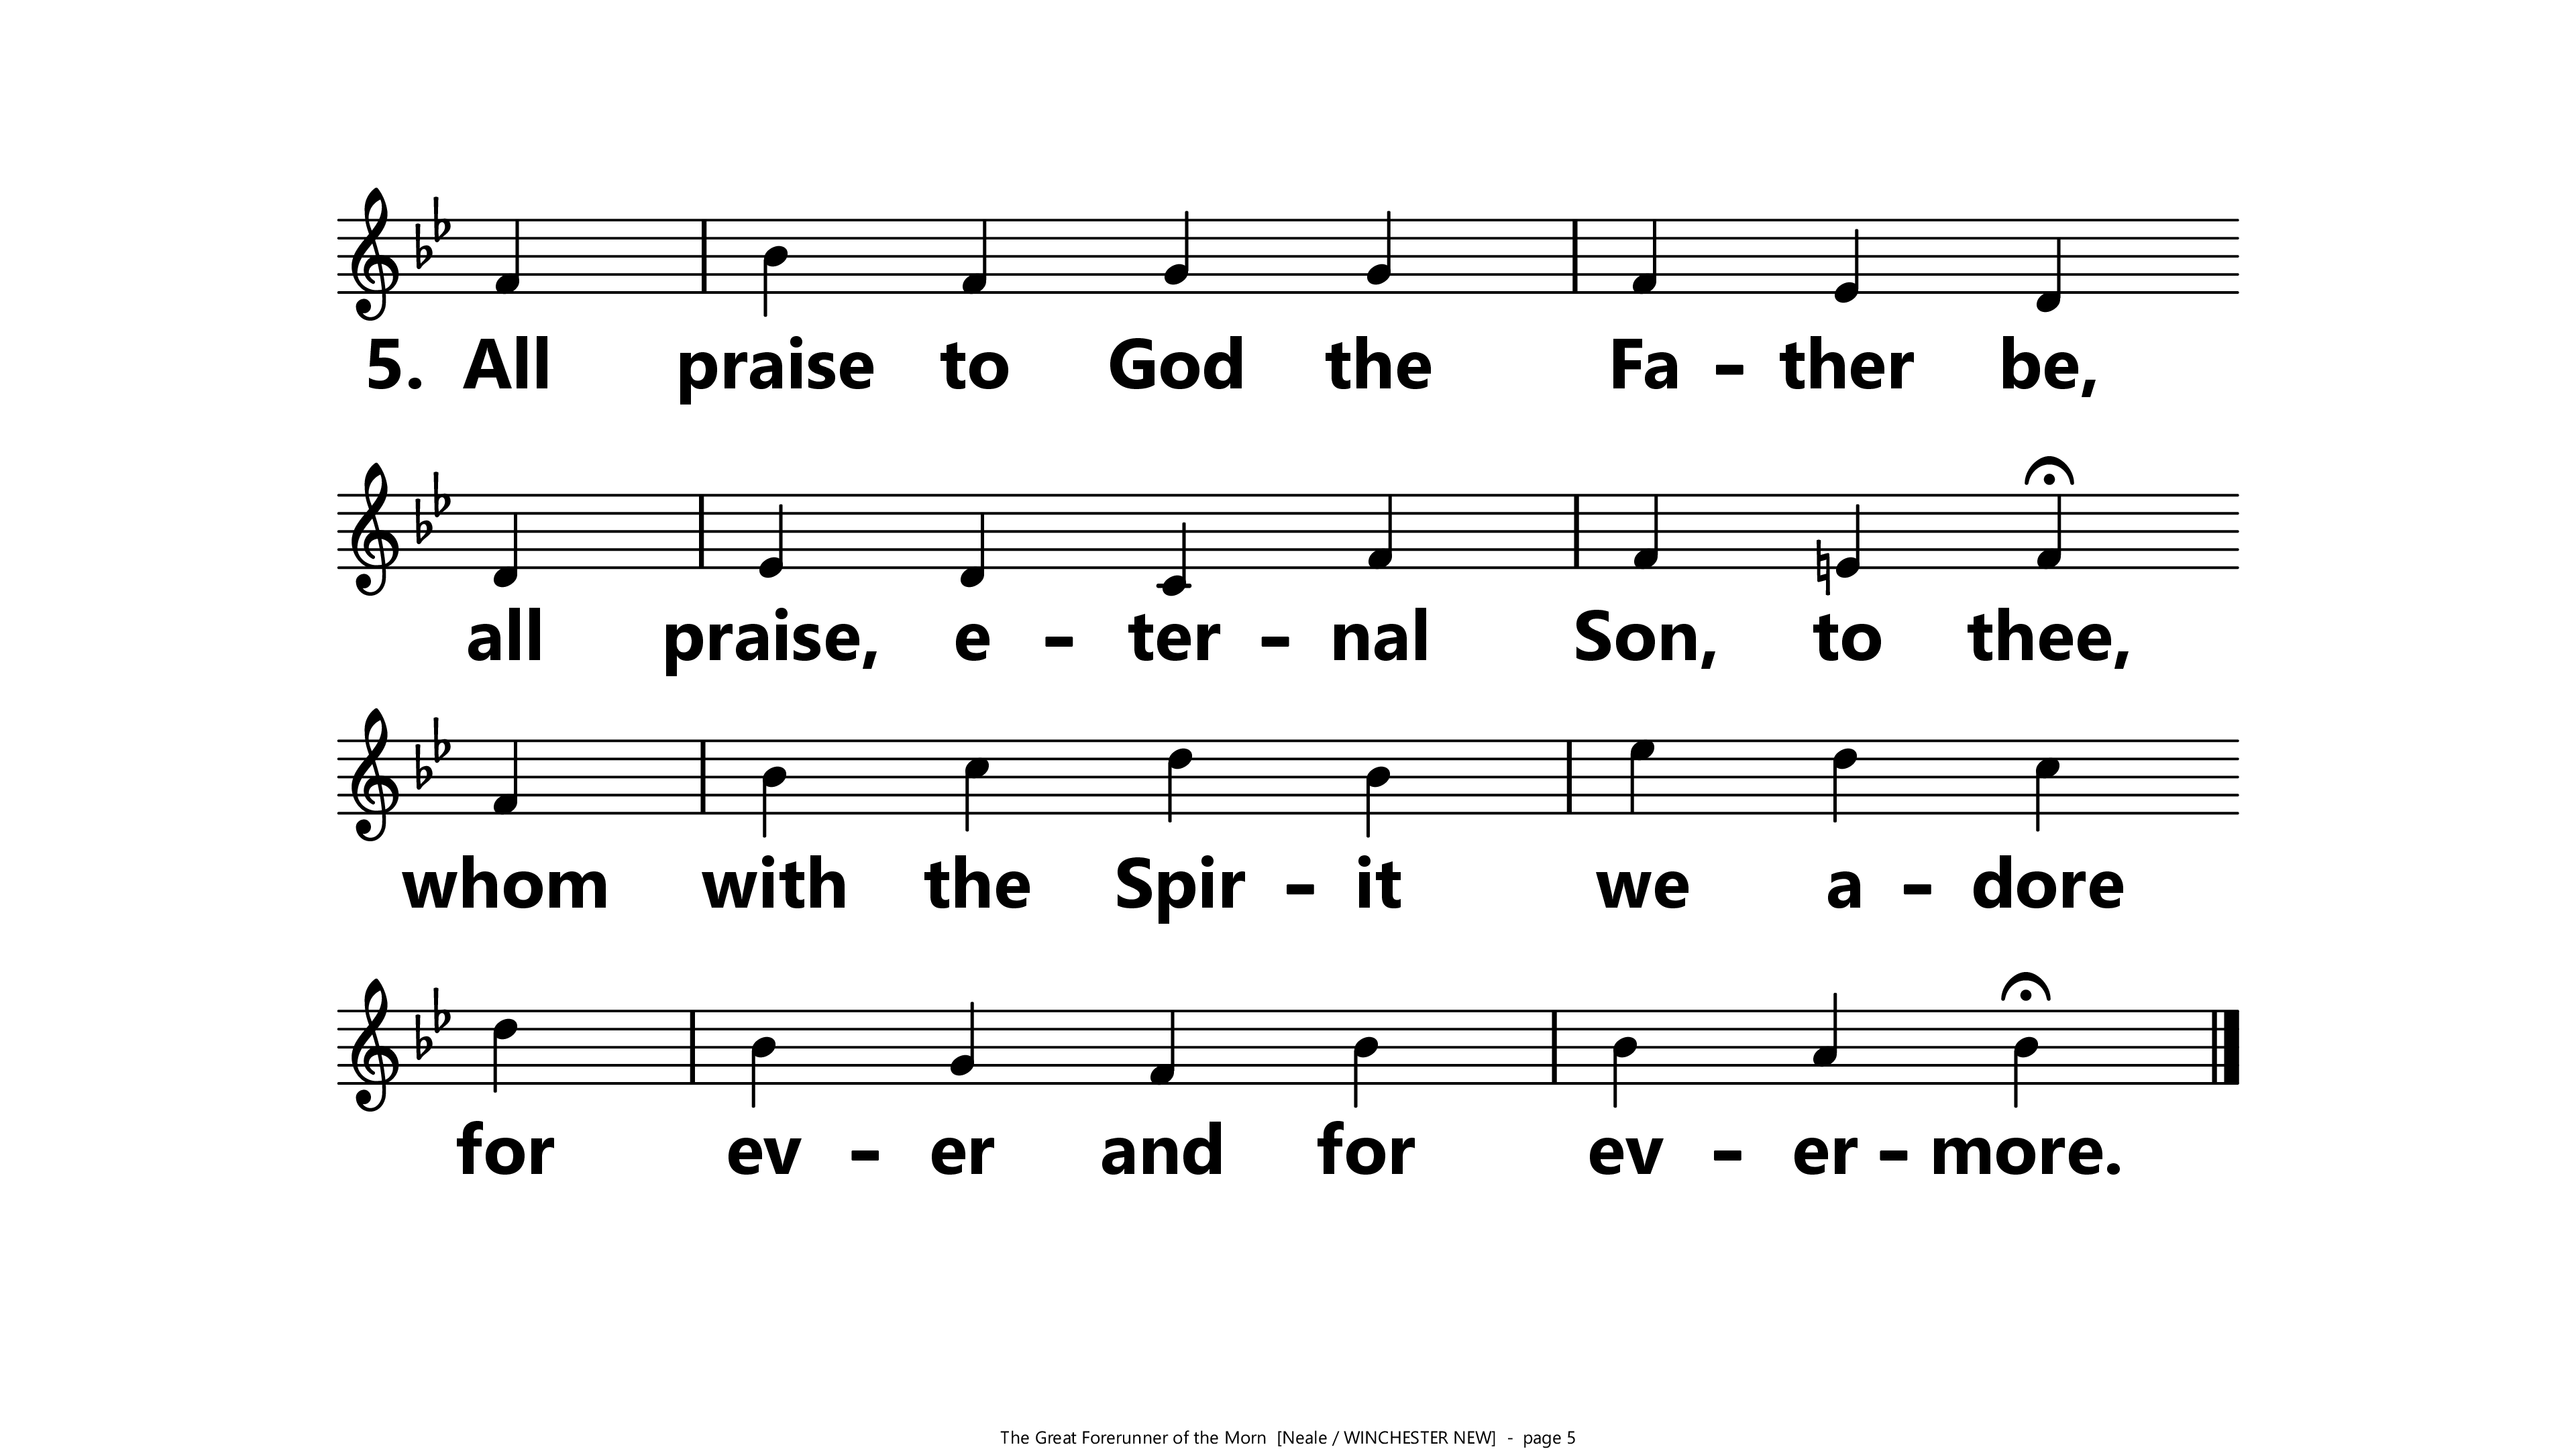 5. All praise to God the Fa - ther be,
all praise, e - ter - nal Son, to thee,
whom with the Spir - it we a - dore
for ev - er and for ev - er - more.
The Great Forerunner of the Morn [Neale / WINCHESTER NEW] - page 5